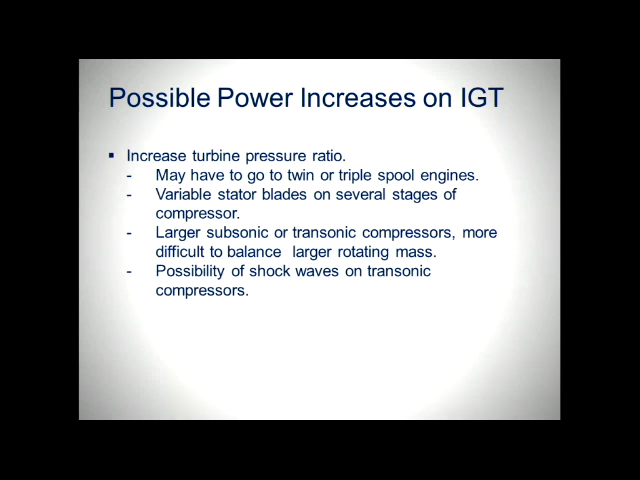 Possible Power Increases on IGT
▪ Increase turbine pressure ratio.
- May have to go to twin or triple spool engines.
- Variable stator blades on several stages of
compressor.
- Larger subsonic or transonic compressors, more
difficult to balance larger rotating mass.
- Possibility of shock waves on transonic
compressors.